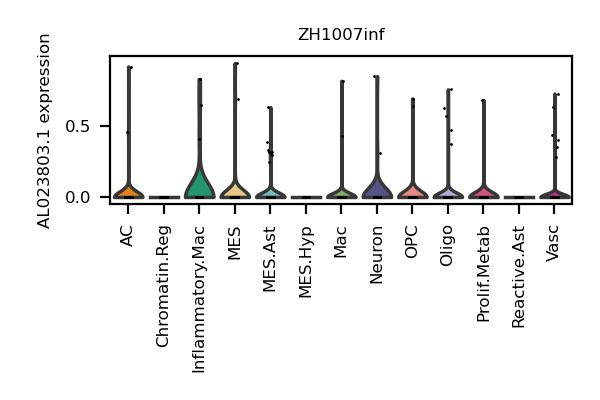 ZH1007inf
AL023803.1 expression
0.5
0.0
AC
Chromatin.Reg
Inflammatory.Mac
MES
MES.Ast
MES.Hyp
Mac
Neuron
OPC
Oligo
Prolif.Metab
Reactive.Ast
Vasc